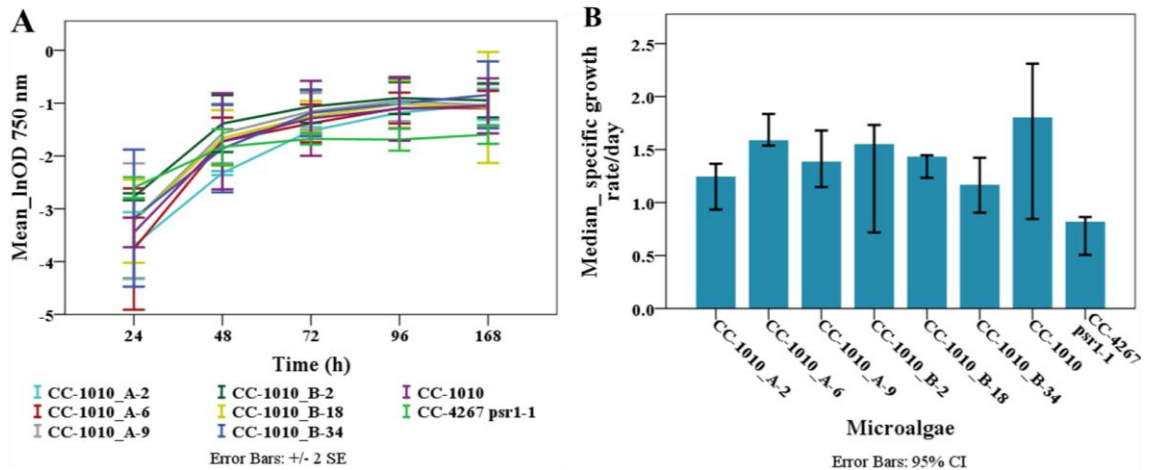 A
Mean_lnOD 750 nm
0
-1
-2
-3
-4
-5
24 48 72 96 168
Time (h)
CC-1010_A-2 CC-1010_B-2 CC-1010
CC-1010_A-6 CC-1010_B-18 CC-4267 psr1-1
CC-1010_A-9 CC-1010_B-34
Error Bars: +/- 2 SE
B
Median_ specific growth
rate/day
2.5
2.0
1.5
1.0
0.5
0.0
CC-1010_A-2
CC-1010_A-6
CC-1010_A-9
CC-1010_B-2
CC-1010_B-18
CC-1010_B-34
CC-1010
CC-4267
psr1-1
Microalgae
Error Bars: 95% CI